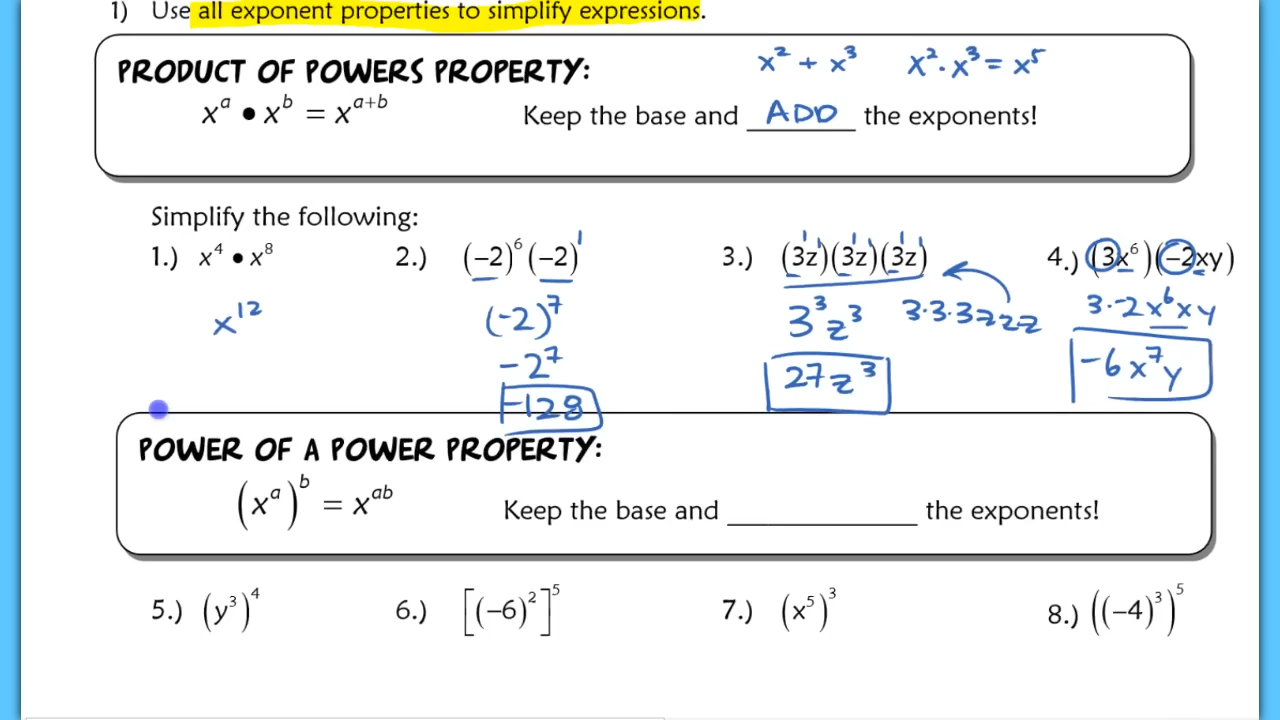 1) Use all exponent properties to simplify expressions.
PRODUCT OF POWERS PROPERTY: x² + x³ x² · x³ = x⁵
xᵃ • xᵇ = xᵃ⁺ᵇ Keep the base and ADD the exponents!
Simplify the following:
1.) x⁴ • x⁸ 2.) (−2)⁶(−2)¹ 3.) (3¹z¹)(3¹z¹)(3¹z¹) 4.) (3x⁶)(−2xy)
x¹² (-2)⁷ 3³z³ 3·3·3zzz 3·-2x⁶xy
-2⁷ 27z³ -6x⁷y
-128
POWER OF A POWER PROPERTY:
(xᵃ)ᵇ = xᵃᵇ Keep the base and ____________ the exponents!
5.) (y³)⁴ 6.) [(−6)²]⁵ 7.) (x⁵)³ 8.) ((−4)³)⁵